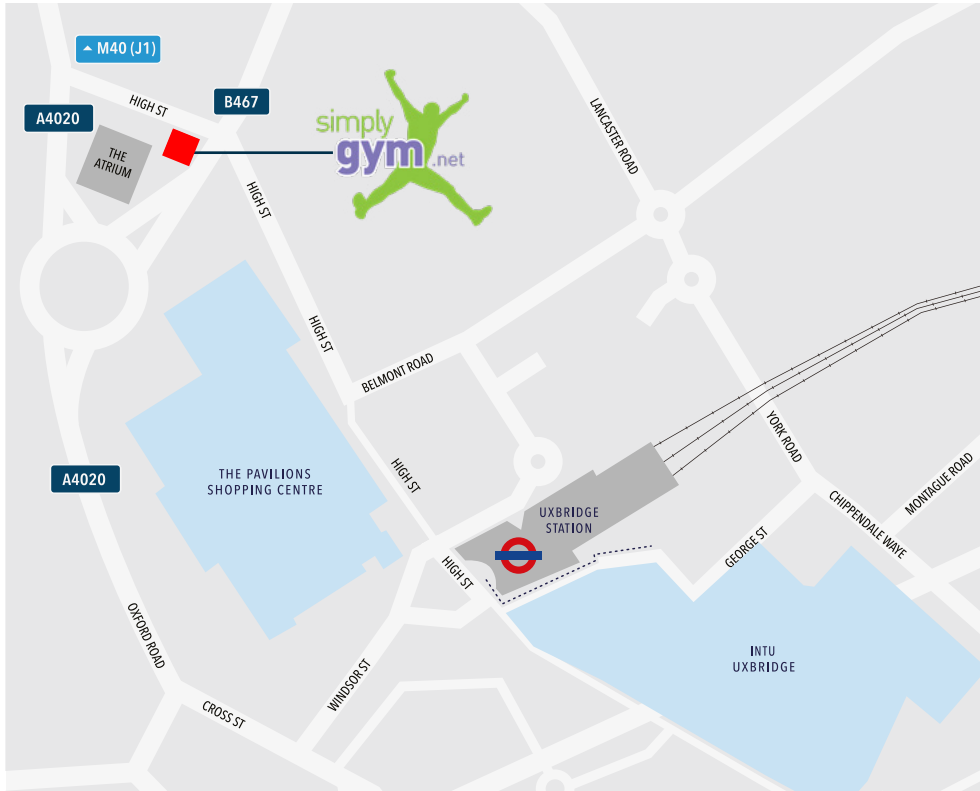 M40 (J1)
HIGH ST
B467
A4020
THE
ATRIUM
simply
gym.net
LANCASTER ROAD
HIGH ST
HIGH ST
BELMONT ROAD
YORK ROAD
HIGH ST
A4020
THE PAVILIONS
SHOPPING CENTRE
MONTAGUE ROAD
UXBRIDGE
STATION
CHIPPENDALE WAYE
GEORGE ST
HIGH ST
OXFORD ROAD
WINDSOR ST
INTU
UXBRIDGE
CROSS ST